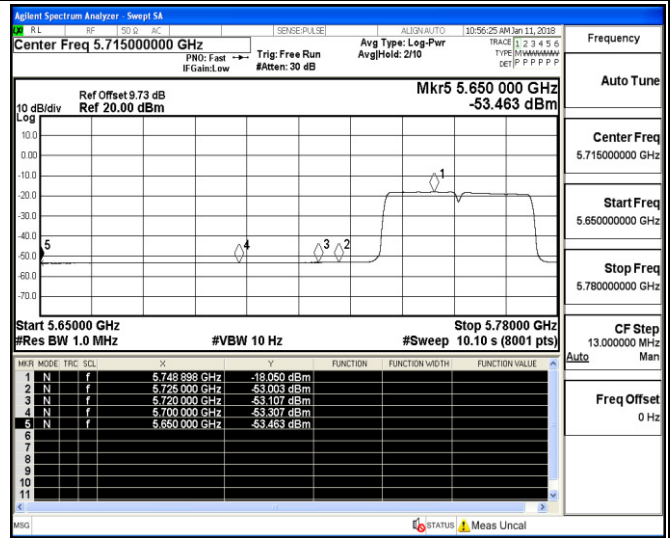 Agilent Spectrum Analyzer - Swept SA
RL RF 50 Ω AC SENSE:PULSE ALIGNAUTO 10:56:25 AM Jan 11, 2018
Center Freq 5.715000000 GHz
PNO: Fast
IFGain:Low
Trig: Free Run
#Atten: 30 dB
Avg Type: Log-Pwr
Avg|Hold: 2/10
TRACE 1 2 3 4 5 6
TYPE MWWWWW
DET P P P P P P
Ref Offset 9.73 dB
10 dB/div Ref 20.00 dBm
Log
Mkr5 5.650 000 GHz
-53.463 dBm
10.0
0.00
-10.0
-20.0
-30.0
-40.0
-50.0
-60.0
-70.0
1
5
4
3
2
Start 5.65000 GHz Stop 5.78000 GHz
#Res BW 1.0 MHz #VBW 10 Hz #Sweep 10.10 s (8001 pts)
MKR MODE TRC SCL X Y FUNCTION FUNCTION WIDTH FUNCTION VALUE
1 N f 5.748 898 GHz -18.050 dBm
2 N f 5.725 000 GHz -53.003 dBm
3 N f 5.720 000 GHz -53.107 dBm
4 N f 5.700 000 GHz -53.307 dBm
5 N f 5.650 000 GHz -53.463 dBm
6
7
8
9
10
11
MSG STATUS Meas Uncal
Frequency
Auto Tune
Center Freq
5.715000000 GHz
Start Freq
5.650000000 GHz
Stop Freq
5.780000000 GHz
CF Step
13.000000 MHz
Auto Man
Freq Offset
0 Hz